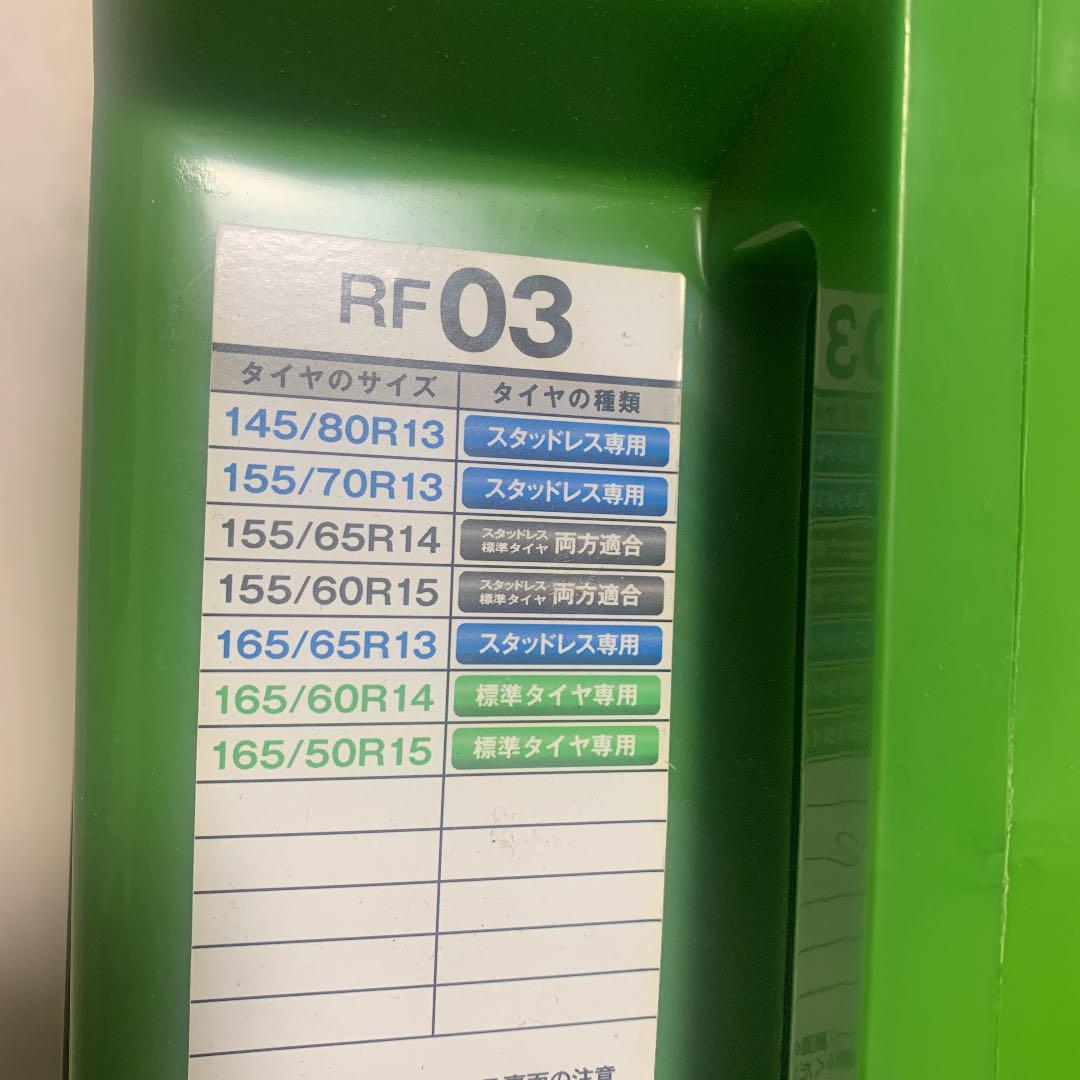 RF03
タイヤのサイズ タイヤの種類
145/80R13 スタッドレス専用
155/70R13 スタッドレス専用
155/65R14 スタッドレス 標準タイヤ 両方適合
155/60R15 スタッドレス 標準タイヤ 両方適合
165/65R13 スタッドレス専用
165/60R14 標準タイヤ専用
165/50R15 標準タイヤ専用
裏面の注意